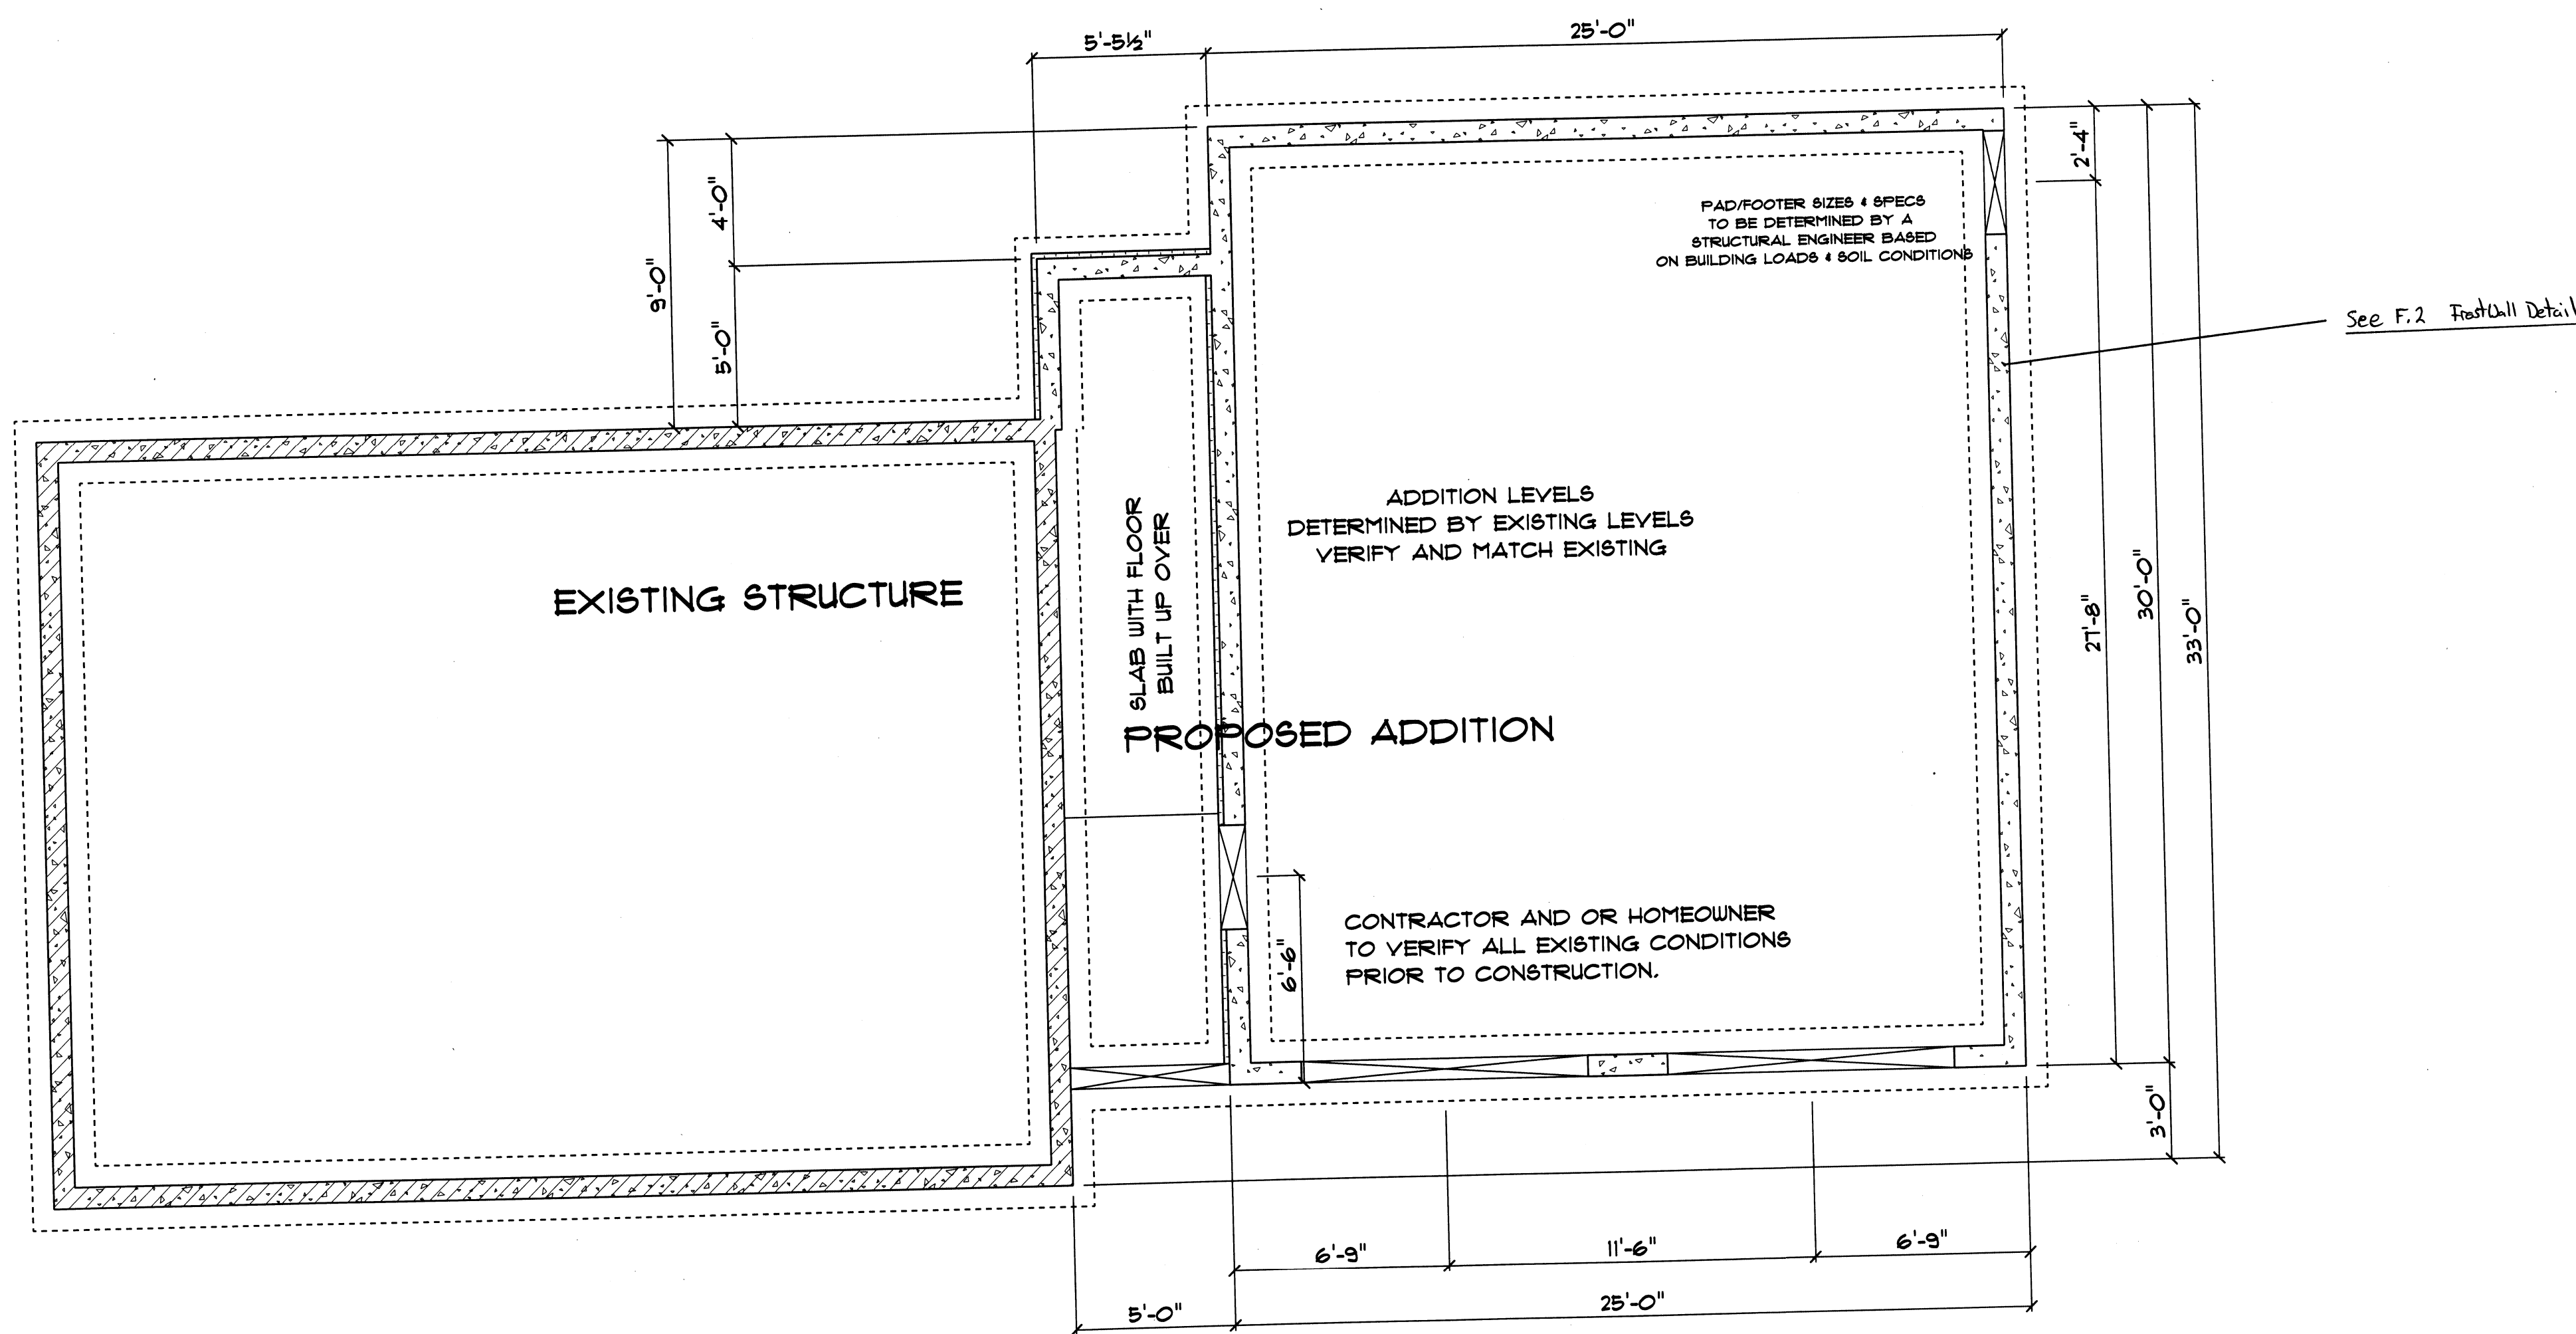 5'-5½"
25'-0"
2'-4"
4'-0"
9'-0"
5'-0"
PAD/FOOTER SIZES & SPECS
TO BE DETERMINED BY A
STRUCTURAL ENGINEER BASED
ON BUILDING LOADS & SOIL CONDITIONS
See F.2 FrostWall Detail
ADDITION LEVELS
DETERMINED BY EXISTING LEVELS
VERIFY AND MATCH EXISTING
EXISTING STRUCTURE
SLAB WITH FLOOR
BUILT UP OVER
27'-8"
30'-0"
33'-0"
PROPOSED ADDITION
CONTRACTOR AND OR HOMEOWNER
TO VERIFY ALL EXISTING CONDITIONS
PRIOR TO CONSTRUCTION.
6'-6"
3'-0"
6'-9"
11'-6"
6'-9"
5'-0"
25'-0"